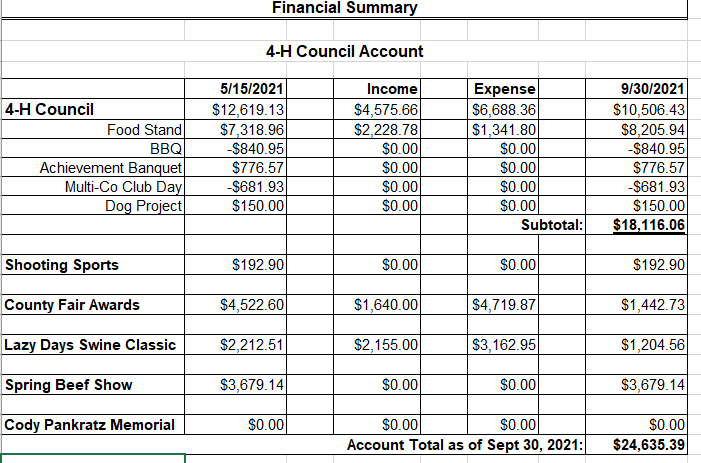 Financial Summary
4-H Council Account
5/15/2021 Income Expense 9/30/2021
4-H Council $12,619.13 $4,575.66 $6,688.36 $10,506.43
Food Stand $7,318.96 $2,228.78 $1,341.80 $8,205.94
BBQ -$840.95 $0.00 $0.00 -$840.95
Achievement Banquet $776.57 $0.00 $0.00 $776.57
Multi-Co Club Day -$681.93 $0.00 $0.00 -$681.93
Dog Project $150.00 $0.00 $0.00 $150.00
Subtotal: $18,116.06
Shooting Sports $192.90 $0.00 $0.00 $192.90
County Fair Awards $4,522.60 $1,640.00 $4,719.87 $1,442.73
Lazy Days Swine Classic $2,212.51 $2,155.00 $3,162.95 $1,204.56
Spring Beef Show $3,679.14 $0.00 $0.00 $3,679.14
Cody Pankratz Memorial $0.00 $0.00 $0.00 $0.00
Account Total as of Sept 30, 2021: $24,635.39